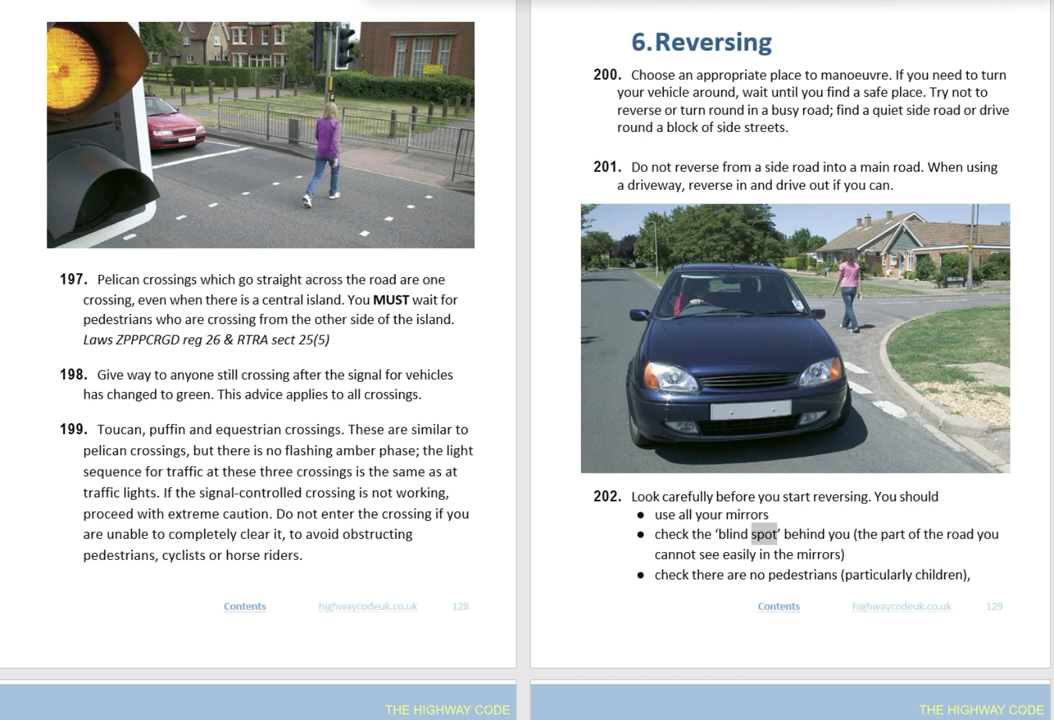 197. Pelican crossings which go straight across the road are one
crossing, even when there is a central island. You MUST wait for
pedestrians who are crossing from the other side of the island.
Laws ZPPPCRGD reg 26 & RTRA sect 25(5)
198. Give way to anyone still crossing after the signal for vehicles
has changed to green. This advice applies to all crossings.
199. Toucan, puffin and equestrian crossings. These are similar to
pelican crossings, but there is no flashing amber phase; the light
sequence for traffic at these three crossings is the same as at
traffic lights. If the signal-controlled crossing is not working,
proceed with extreme caution. Do not enter the crossing if you
are unable to completely clear it, to avoid obstructing
pedestrians, cyclists or horse riders.
Contents highwaycodeuk.co.uk 128
THE HIGHWAY CODE
6. Reversing
200. Choose an appropriate place to manoeuvre. If you need to turn
your vehicle around, wait until you find a safe place. Try not to
reverse or turn round in a busy road; find a quiet side road or drive
round a block of side streets.
201. Do not reverse from a side road into a main road. When using
a driveway, reverse in and drive out if you can.
202. Look carefully before you start reversing. You should
● use all your mirrors
● check the ‘blind spot’ behind you (the part of the road you
cannot see easily in the mirrors)
● check there are no pedestrians (particularly children),
Contents highwaycodeuk.co.uk 129
THE HIGHWAY CODE